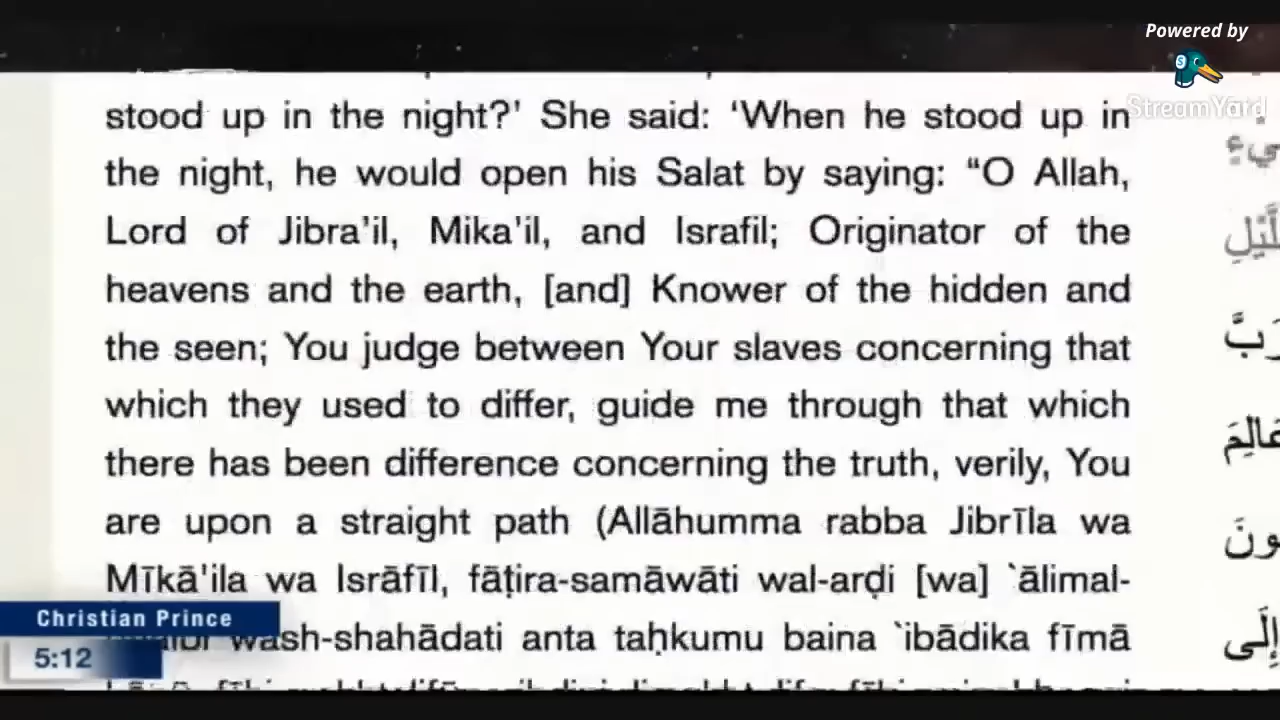 Powered by
StreamYard
stood up in the night?' She said: 'When he stood up in
the night, he would open his Salat by saying: “O Allah,
Lord of Jibra'il, Mika'il, and Israfil; Originator of the
heavens and the earth, [and] Knower of the hidden and
the seen; You judge between Your slaves concerning that
which they used to differ, guide me through that which
there has been difference concerning the truth, verily, You
are upon a straight path (Allāhumma rabba Jibrīla wa
Mīkā'ila wa Isrāfīl, fāṭira-samāwāti wal-arḍi [wa] `ālimal-
wash-shahādati anta taḥkumu baina `ibādika fīmā
رَبَّ
عَالِمَ
إِلَى
Christian Prince
5:12